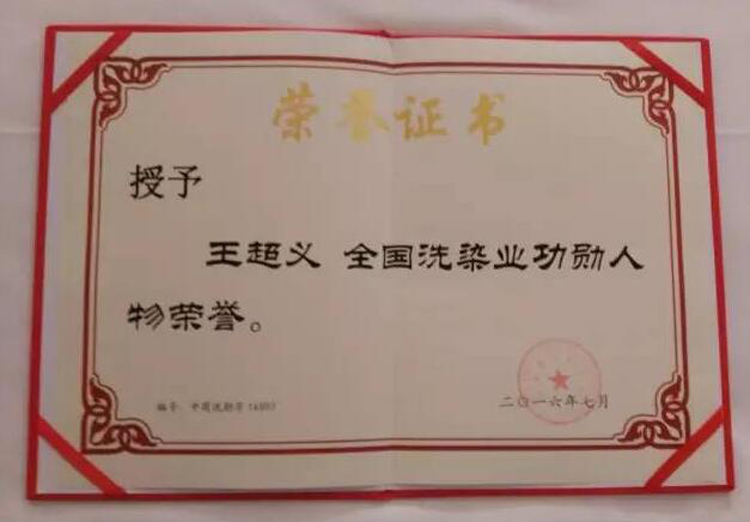 荣誉证书
授予
王超义 全国洗染业功勋人
物荣誉。
二〇一六年七月